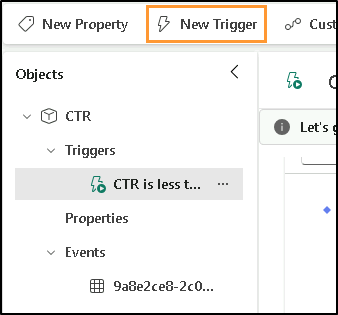 New Property New Trigger Cust
Objects
CTR
Triggers
CTR is less t... ...
Let's g
Properties
Events
9a8e2ce8-2c0...